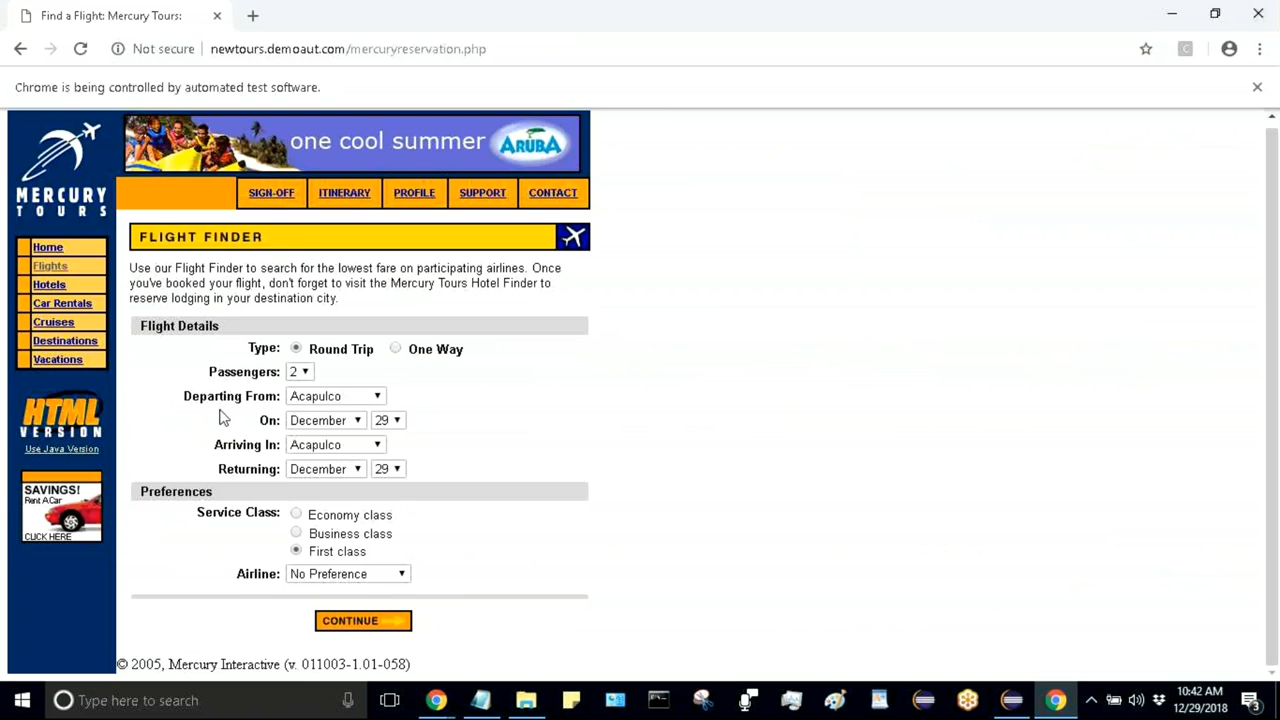 Find a Flight: Mercury Tours:
Not secure | newtours.demoaut.com/mercuryreservation.php
Chrome is being controlled by automated test software.
one cool summer ARUBA
MERCURY
TOURS
SIGN-OFF ITINERARY PROFILE SUPPORT CONTACT
Home
Flights
Hotels
Car Rentals
Cruises
Destinations
Vacations
HTML
VERSION
Use Java Version
SAVINGS!
Rent A Car
CLICK HERE
FLIGHT FINDER
Use our Flight Finder to search for the lowest fare on participating airlines. Once
you've booked your flight, don't forget to visit the Mercury Tours Hotel Finder to
reserve lodging in your destination city.
Flight Details
Type: Round Trip One Way
Passengers: 2
Departing From: Acapulco
On: December 29
Arriving In: Acapulco
Returning: December 29
Preferences
Service Class: Economy class
Business class
First class
Airline: No Preference
CONTINUE
© 2005, Mercury Interactive (v. 011003-1.01-058)
Type here to search
10:42 AM
12/29/2018
3